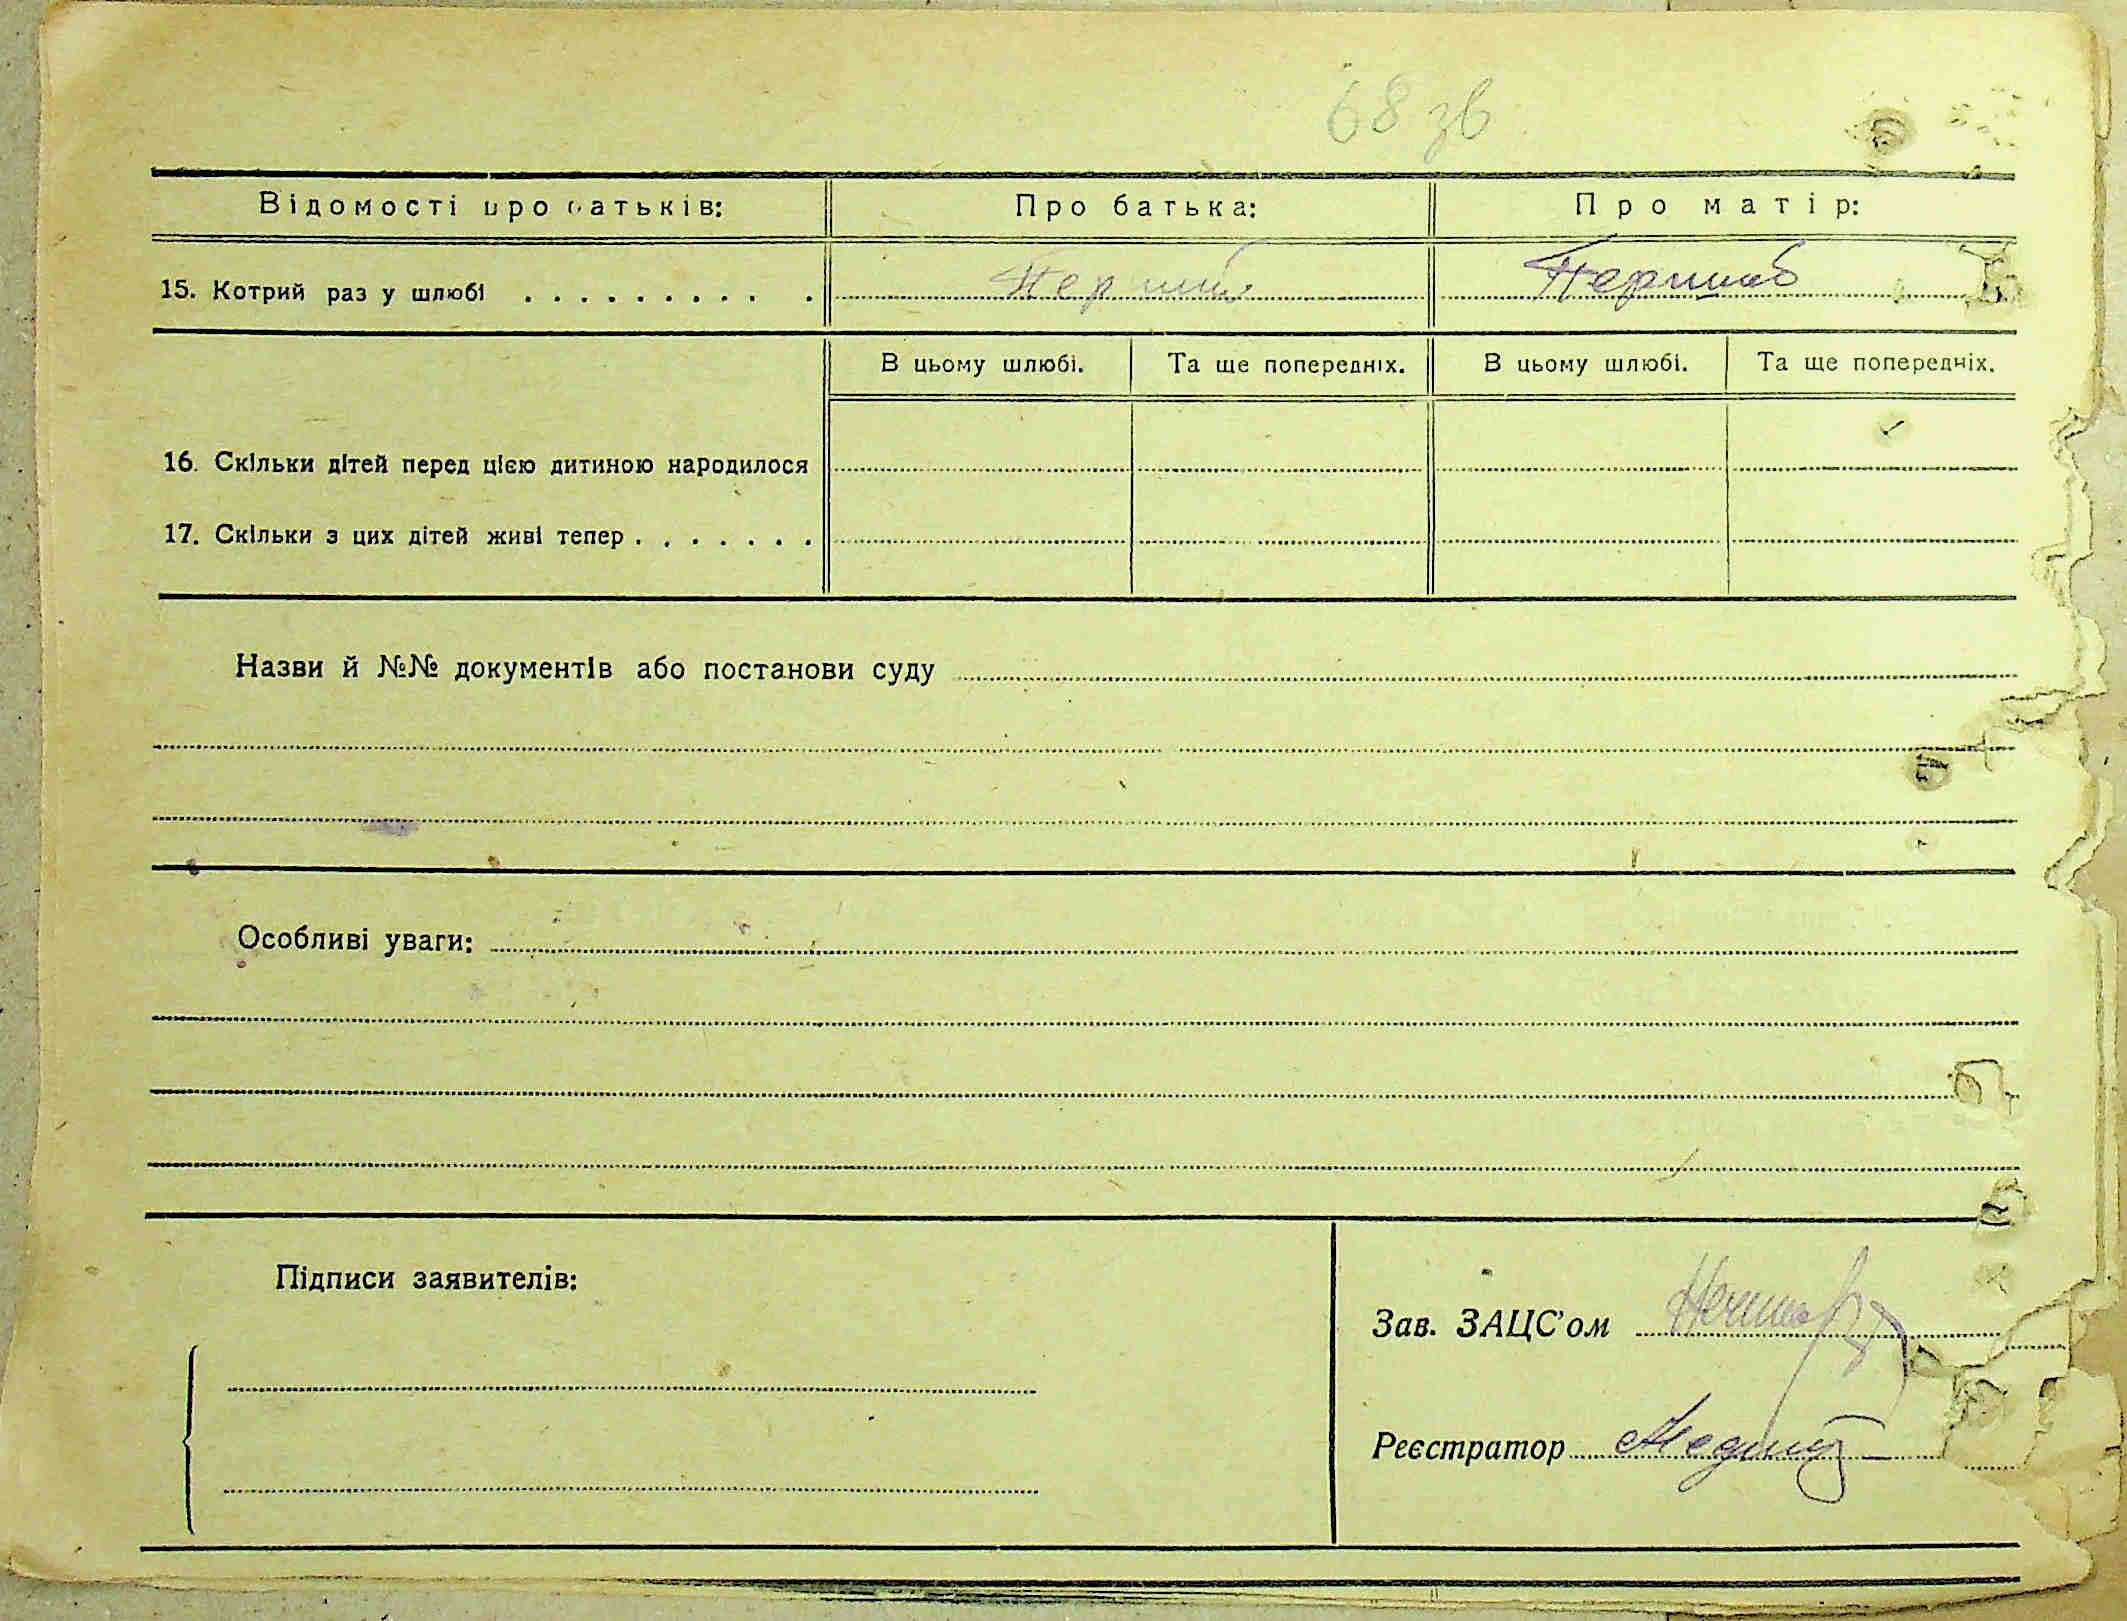 68 зв
Відомості про батьків: Про батька: Про матір:
15. Котрий раз у шлюбі . . . . . . . . . . Перший Перший
В цьому шлюбі. Та ще попередніх. В цьому шлюбі. Та ще попередніх.
16. Скільки дітей перед цією дитиною народилося
17. Скільки з цих дітей живі тепер . . . . . . .
Назви й №№ документів або постанови суду
Особливі уваги:
Підписи заявителів:
Зав. ЗАЦС'ом
Реєстратор